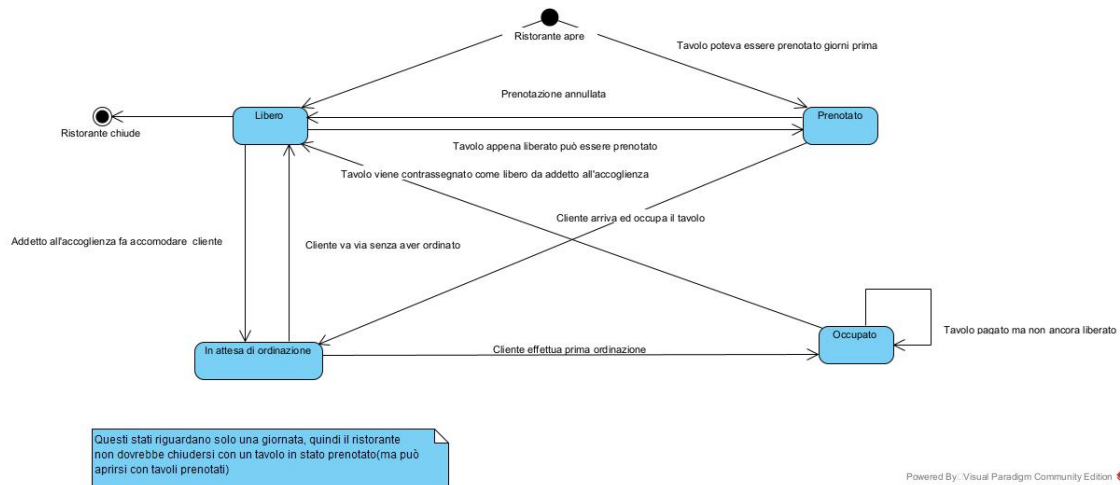 Ristorante apre
Tavolo poteva essere prenotato giorni prima
Prenotazione annullata
Libero
Prenotato
Ristorante chiude
Tavolo appena liberato può essere prenotato
Tavolo viene contrassegnato come libero da addetto all'accoglienza
Cliente arriva ed occupa il tavolo
Addetto all'accoglienza fa accomodare cliente
Cliente va via senza aver ordinato
Occupato
Tavolo pagato ma non ancora liberato
In attesa di ordinazione
Cliente effettua prima ordinazione
Questi stati riguardano solo una giornata, quindi il ristorante
non dovrebbe chiudersi con un tavolo in stato prenotato(ma può
aprirsi con tavoli prenotati)
Powered By Visual Paradigm Community Edition